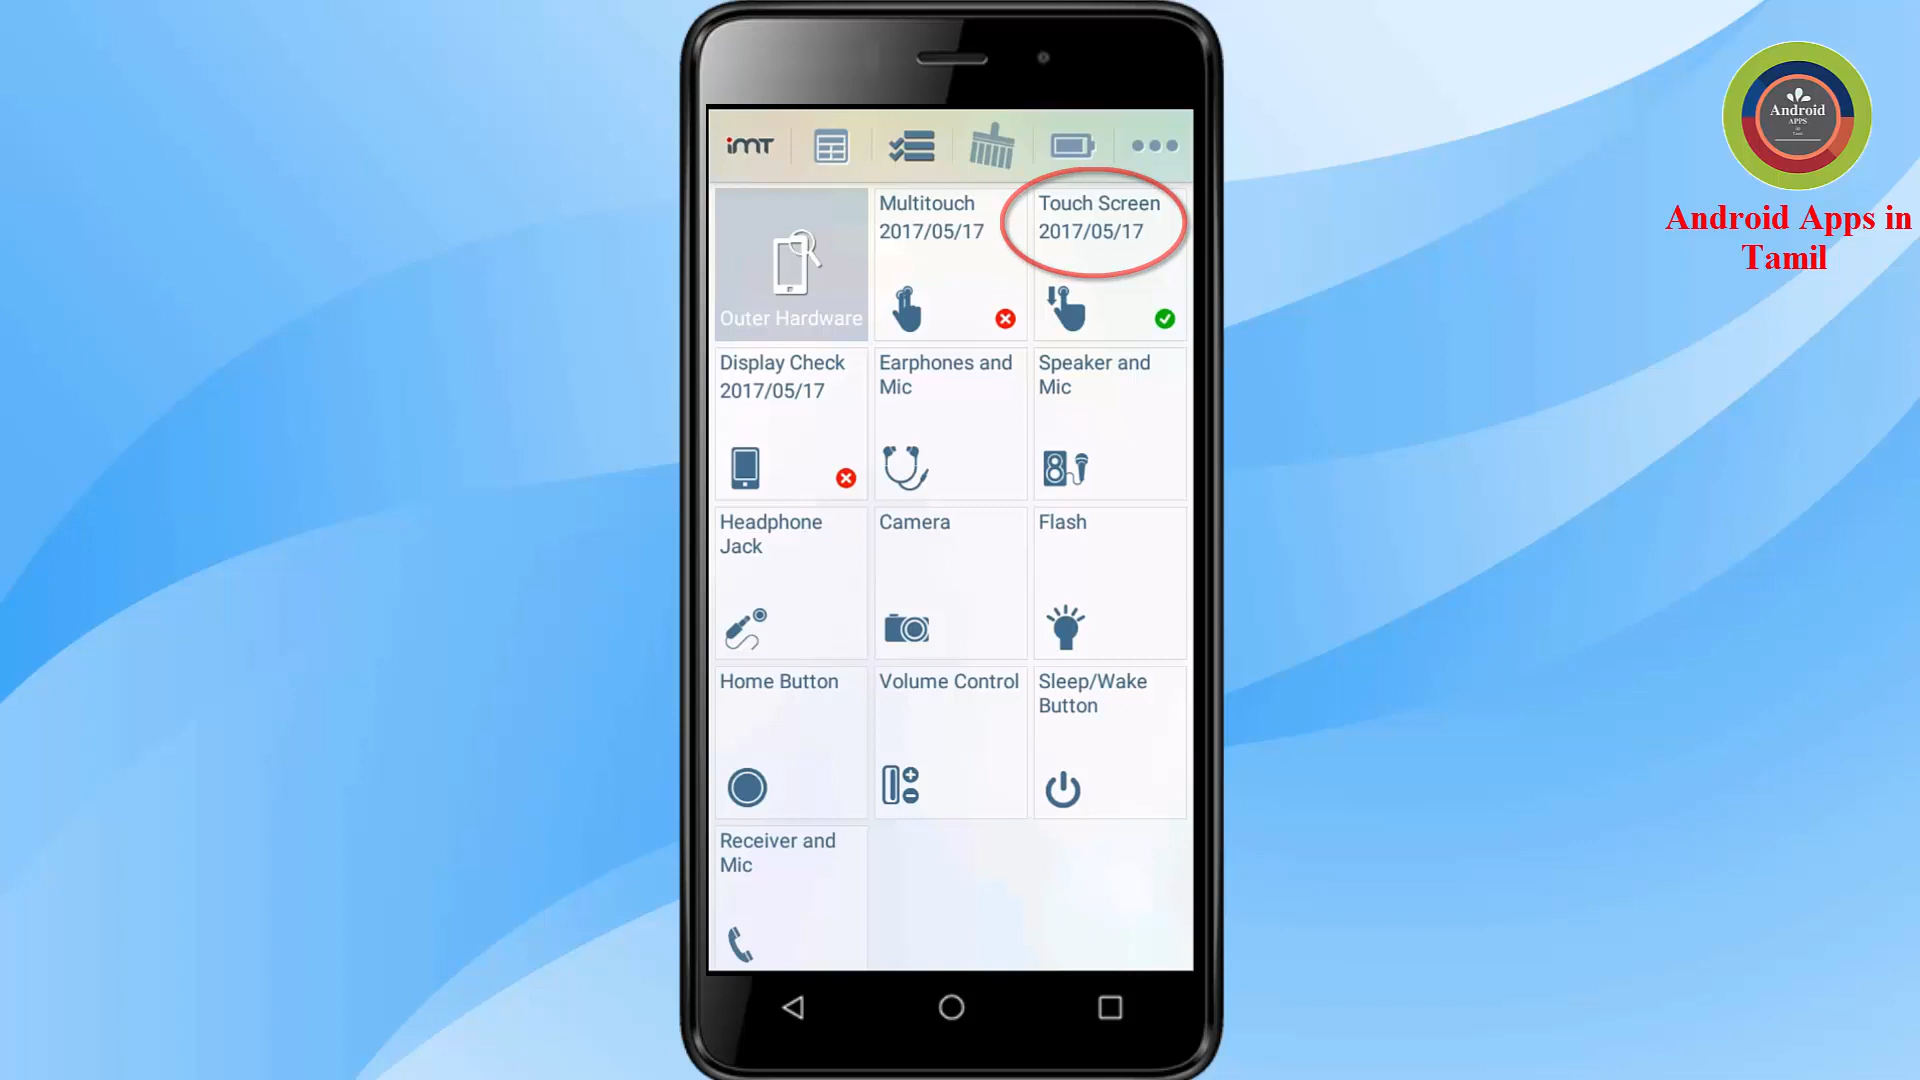 iMT
Multitouch
2017/05/17
Touch Screen
2017/05/17
Outer Hardware
Display Check
2017/05/17
Earphones and
Mic
Speaker and
Mic
Headphone
Jack
Camera
Flash
Home Button
Volume Control
Sleep/Wake
Button
Receiver and
Mic
Android
APPS
Android Apps in
Tamil